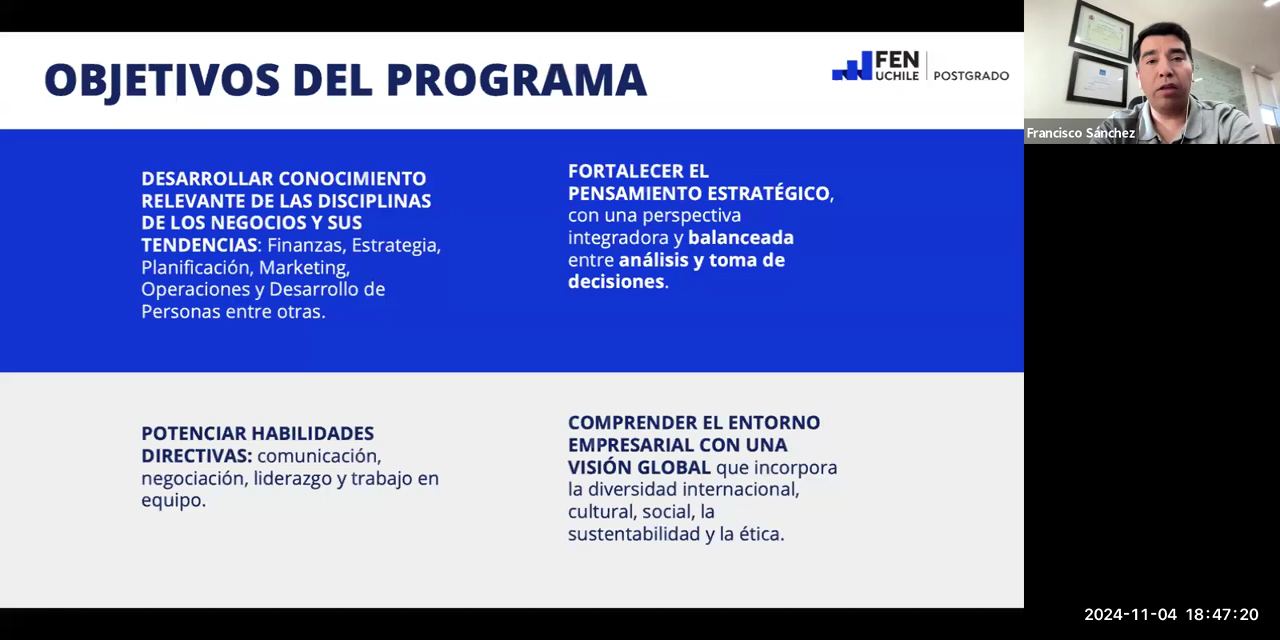 OBJETIVOS DEL PROGRAMA
FEN
UCHILE
POSTGRADO
Francisco Sánchez
DESARROLLAR CONOCIMIENTO
RELEVANTE DE LAS DISCIPLINAS
DE LOS NEGOCIOS Y SUS
TENDENCIAS: Finanzas, Estrategia,
Planificación, Marketing,
Operaciones y Desarrollo de
Personas entre otras.
FORTALECER EL
PENSAMIENTO ESTRATÉGICO,
con una perspectiva
integradora y balanceada
entre análisis y toma de
decisiones.
POTENCIAR HABILIDADES
DIRECTIVAS: comunicación,
negociación, liderazgo y trabajo en
equipo.
COMPRENDER EL ENTORNO
EMPRESARIAL CON UNA
VISIÓN GLOBAL que incorpora
la diversidad internacional,
cultural, social, la
sustentabilidad y la ética.
2024-11-04 18:47:20